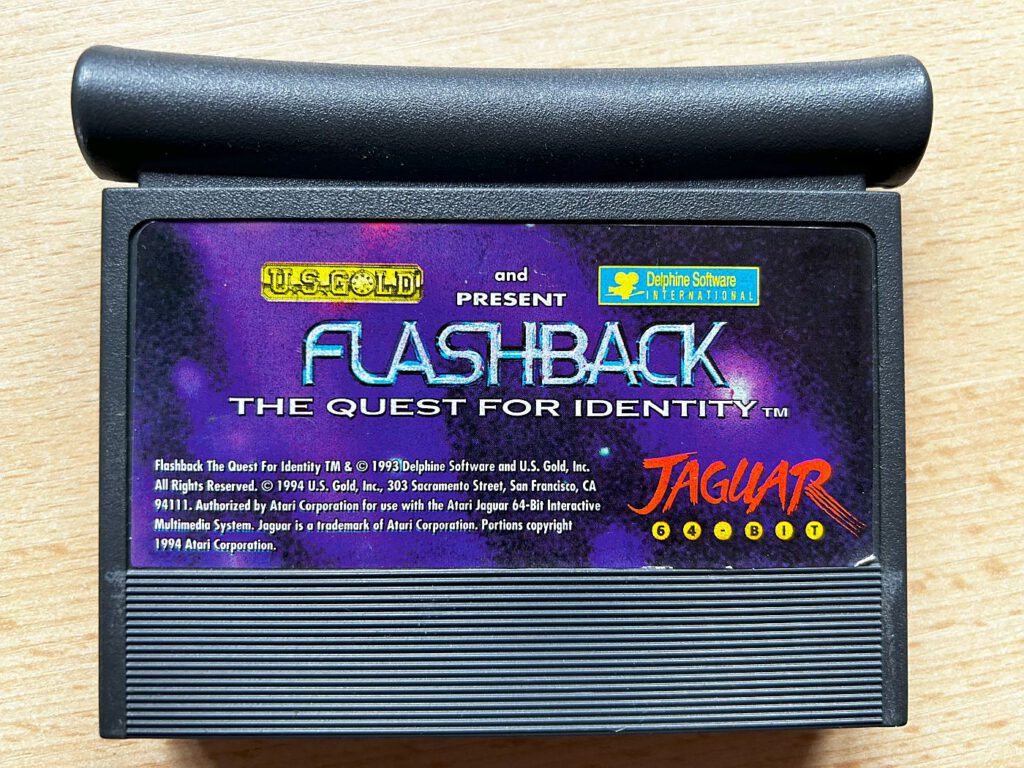 U.S. GOLD
and
PRESENT
Delphine Software
INTERNATIONAL
FLASHBACK
THE QUEST FOR IDENTITY TM
Flashback The Quest For Identity TM & © 1993 Delphine Software and U.S. Gold, Inc.
All Rights Reserved. © 1994 U.S. Gold, Inc., 303 Sacramento Street, San Francisco, CA
94111. Authorized by Atari Corporation for use with the Atari Jaguar 64-Bit Interactive
Multimedia System. Jaguar is a trademark of Atari Corporation. Portions copyright
1994 Atari Corporation.
JAGUAR
64-BIT